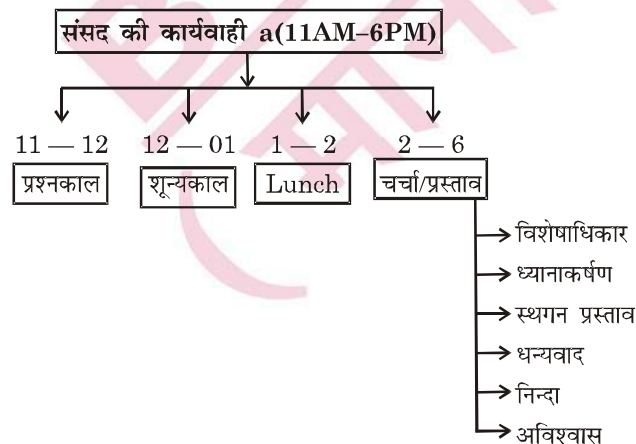 संसद की कार्यवाही a(11AM–6PM)
11 — 12 12 — 01 1 — 2 2 — 6
प्रश्नकाल शून्यकाल Lunch चर्चा/प्रस्ताव
विशेषाधिकार
ध्यानाकर्षण
स्थगन प्रस्ताव
धन्यवाद
निन्दा
अविश्वास